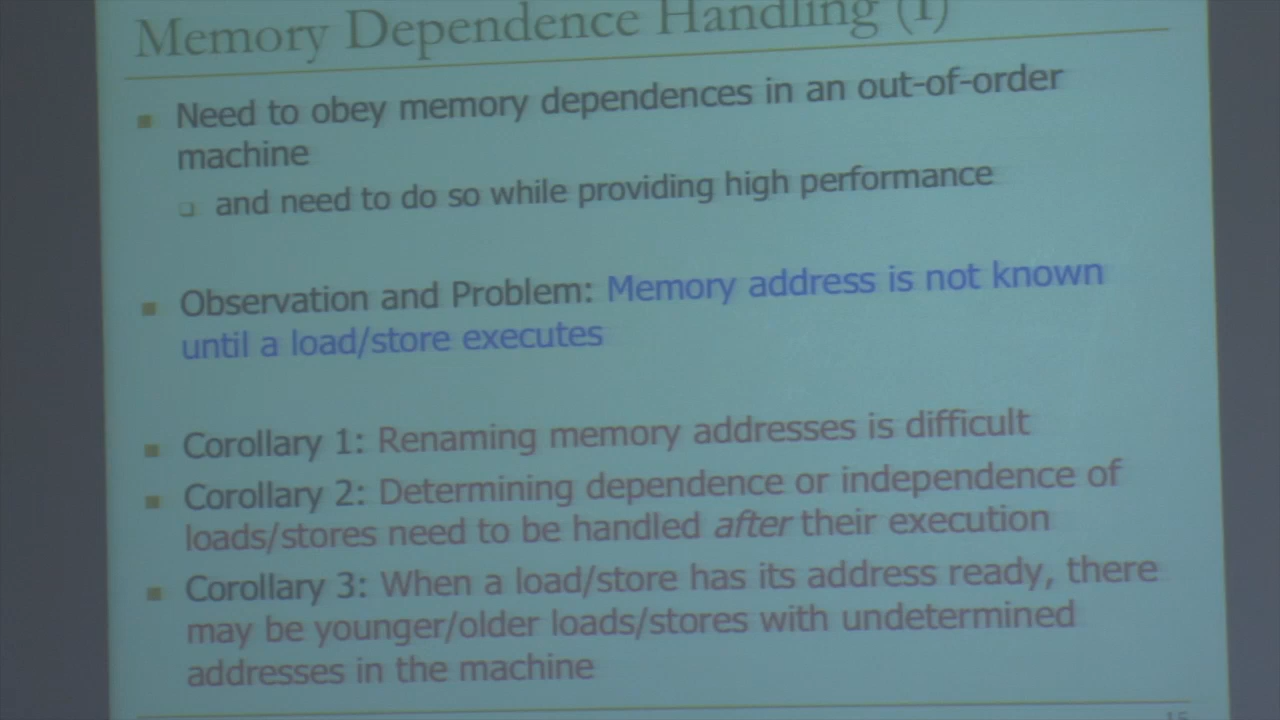 Memory Dependence Handling (I)
Need to obey memory dependences in an out-of-order
machine
and need to do so while providing high performance
Observation and Problem: Memory address is not known
until a load/store executes
Corollary 1: Renaming memory addresses is difficult
Corollary 2: Determining dependence or independence of
loads/stores need to be handled after their execution
Corollary 3: When a load/store has its address ready, there
may be younger/older loads/stores with undetermined
addresses in the machine